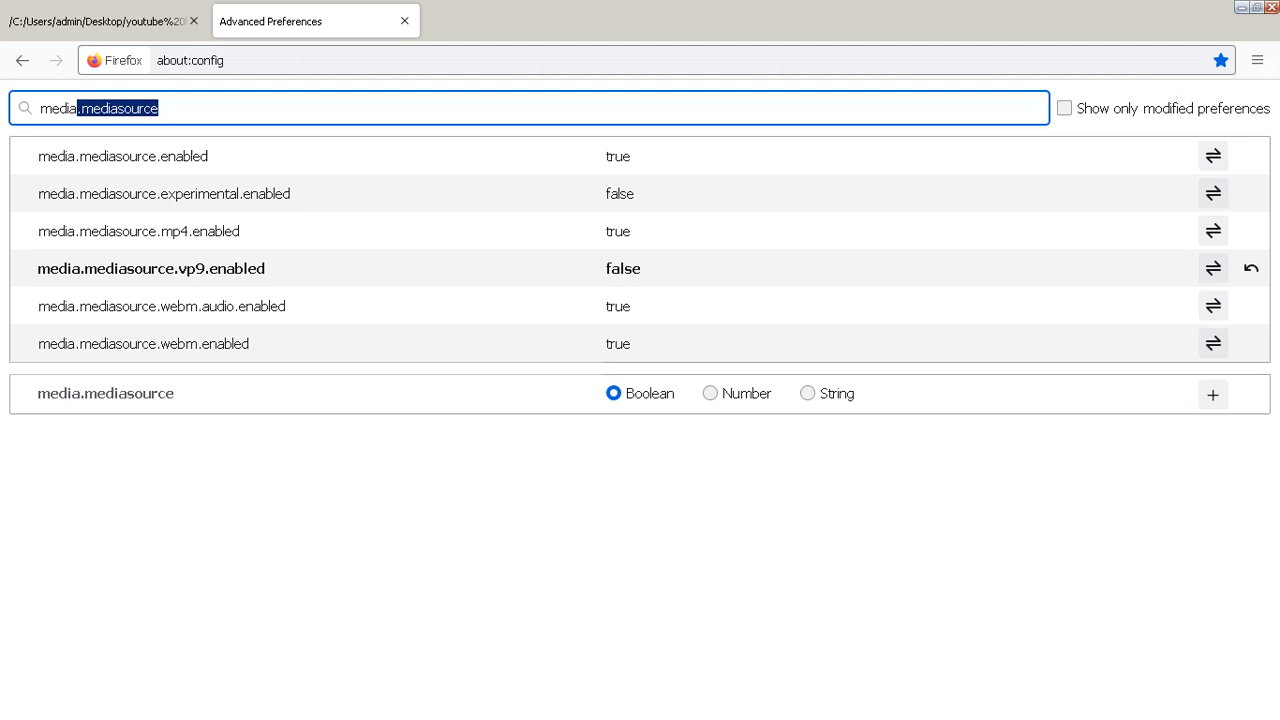 /C:/Users/admin/Desktop/youtube%20
Advanced Preferences
Firefox about:config
media.mediasource
Show only modified preferences
media.mediasource.enabled true
media.mediasource.experimental.enabled false
media.mediasource.mp4.enabled true
media.mediasource.vp9.enabled false
media.mediasource.webm.audio.enabled true
media.mediasource.webm.enabled true
media.mediasource Boolean Number String